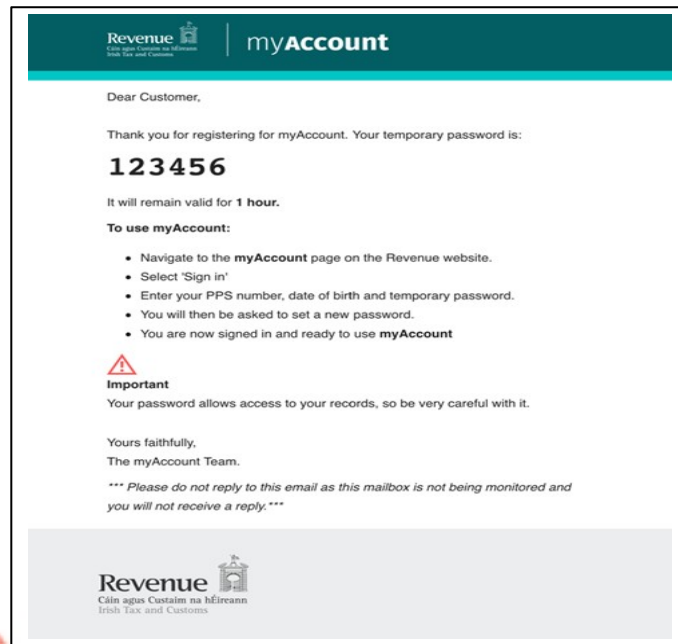 Revenue
Cáin agus Custaim na hÉireann
Irish Tax and Customs
myAccount
Dear Customer,
Thank you for registering for myAccount. Your temporary password is:
123456
It will remain valid for 1 hour.
To use myAccount:
• Navigate to the myAccount page on the Revenue website.
• Select 'Sign in'
• Enter your PPS number, date of birth and temporary password.
• You will then be asked to set a new password.
• You are now signed in and ready to use myAccount
Important
Your password allows access to your records, so be very careful with it.
Yours faithfully,
The myAccount Team.
*** Please do not reply to this email as this mailbox is not being monitored and
you will not receive a reply.***
Revenue
Cáin agus Custaim na hÉireann
Irish Tax and Customs